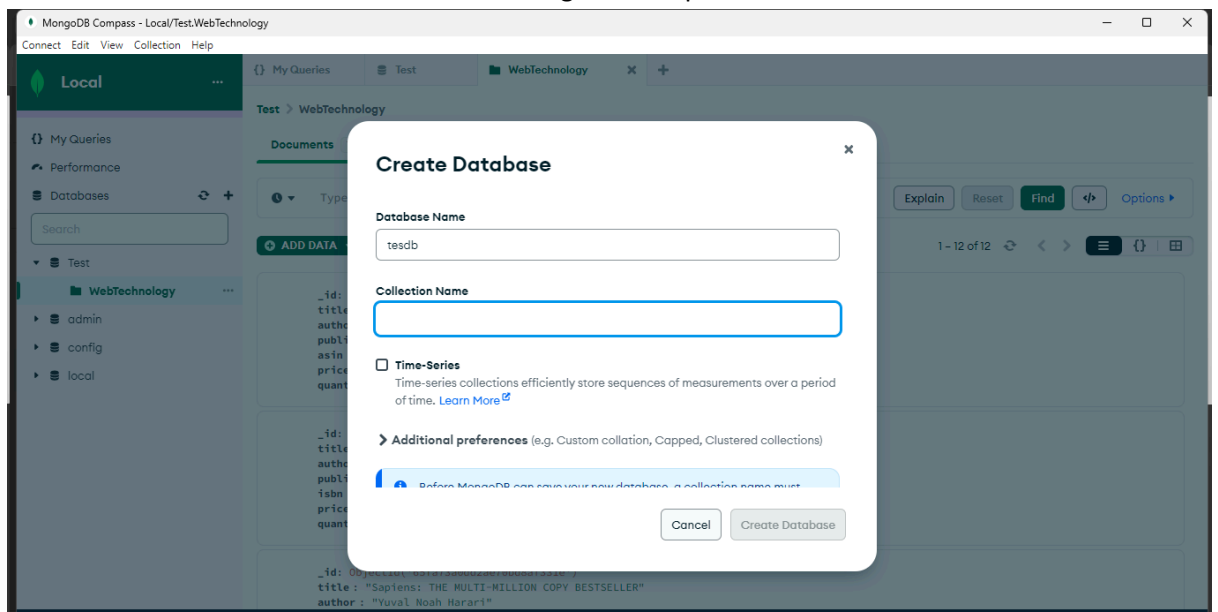 MongoDB Compass - Local/Test.WebTechnology
Connect Edit View Collection Help
Local
My Queries
Performance
Databases
Search
Test
WebTechnology
admin
config
local
{} My Queries Test WebTechnology
Test > WebTechnology
Documents
Type
Explain Reset Find </> Options
ADD DATA
1 – 12 of 12
_id:
title
autho
publi
asin
price
quant
_id:
title
autho
publi
isbn
price
quant
_id:
title : "Sapiens: THE MULTI-MILLION COPY BESTSELLER"
author : "Yuval Noah Harari"
Create Database
Database Name
tesdb
Collection Name
Time-Series
Time-series collections efficiently store sequences of measurements over a period
of time. Learn More
Additional preferences (e.g. Custom collation, Capped, Clustered collections)
Before MongoDB can save your new database, a collection name must
Cancel Create Database